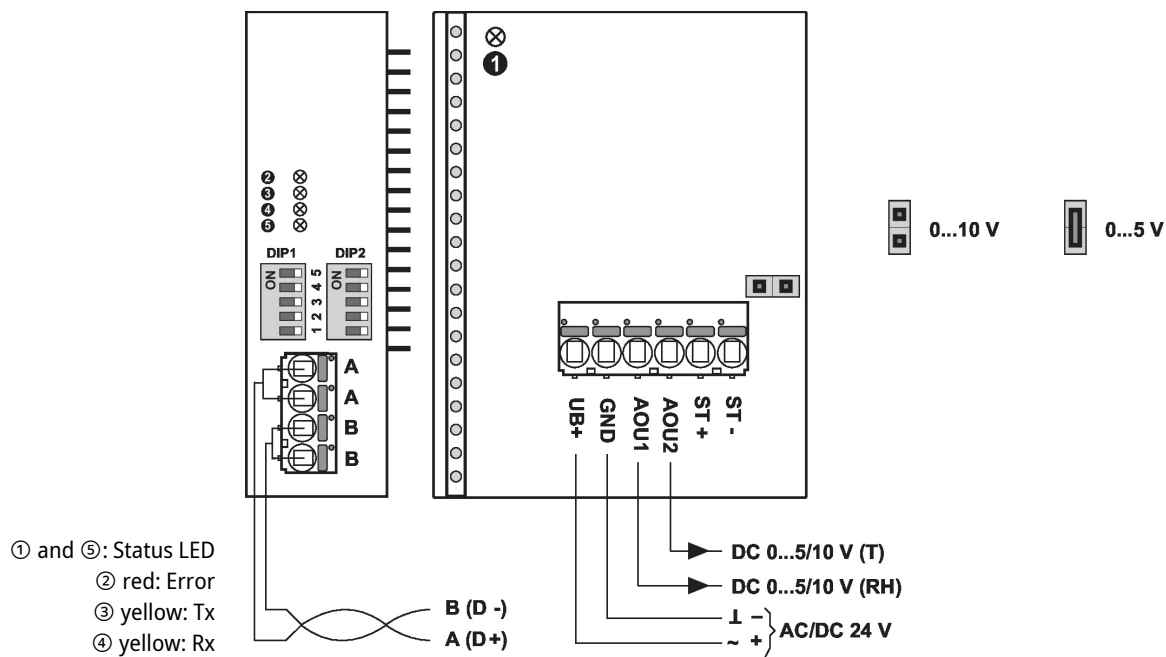 ❶
❷
❸
❹
❺
DIP1 DIP2
ON ON
1 2 3 4 5
A
A
B
B
UB+ GND AOU1 AOU2 ST + ST -
0...10 V 0...5 V
DC 0...5/10 V (T)
DC 0...5/10 V (RH)
⊥ −
~ +
AC/DC 24 V
B (D -)
A (D+)
① and ⑤: Status LED
② red: Error
③ yellow: Tx
④ yellow: Rx